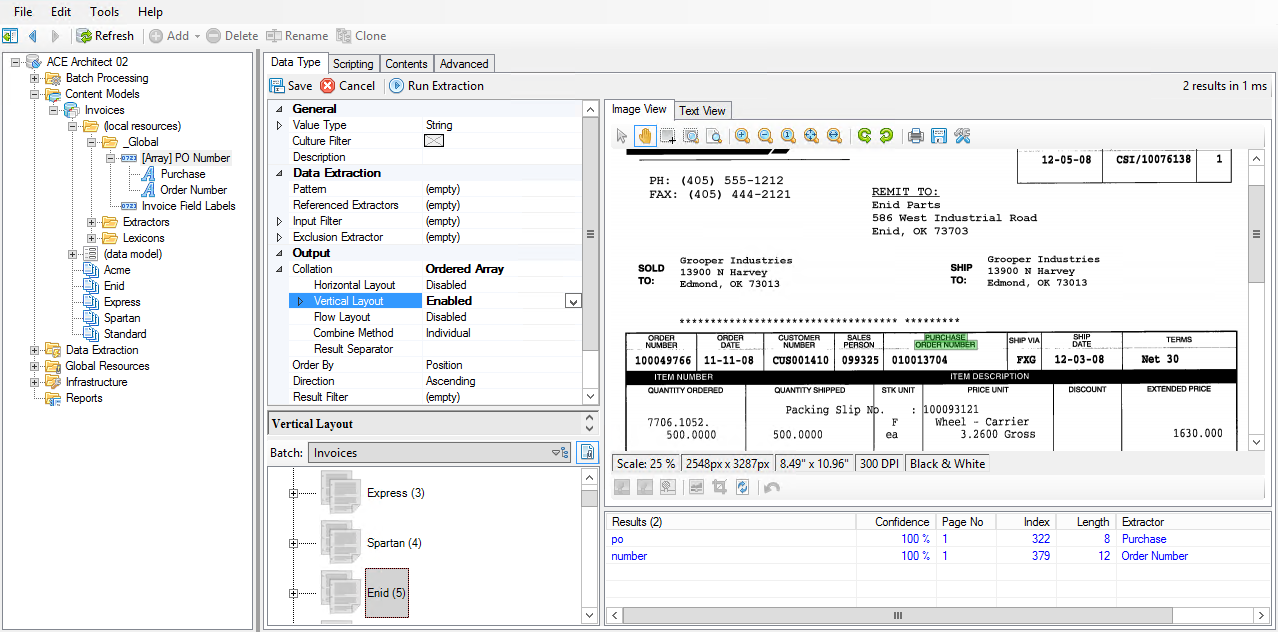 File Edit Tools Help
Refresh Add Delete Rename Clone
ACE Architect 02
Batch Processing
Content Models
Invoices
(local resources)
_Global
[Array] PO Number
Purchase
Order Number
Invoice Field Labels
Extractors
Lexicons
(data model)
Acme
Enid
Express
Spartan
Standard
Data Extraction
Global Resources
Infrastructure
Reports
Data Type Scripting Contents Advanced
Save Cancel Run Extraction 2 results in 1 ms
General
Value Type String
Culture Filter
Description
Data Extraction
Pattern (empty)
Referenced Extractors (empty)
Input Filter (empty)
Exclusion Extractor (empty)
Output
Collation Ordered Array
Horizontal Layout Disabled
Vertical Layout Enabled
Flow Layout Disabled
Combine Method Individual
Result Separator
Order By Position
Direction Ascending
Result Filter (empty)
Vertical Layout
Batch: Invoices
Express (3)
Spartan (4)
Enid (5)
Image View Text View
12-05-08 CSI/10076138 1
PH: (405) 555-1212
FAX: (405) 444-2121
REMIT TO:
Enid Parts
586 West Industrial Road
Enid, OK 73703
SOLD TO:
Grooper Industries
13900 N Harvey
Edmond, OK 73013
SHIP TO:
Grooper Industries
13900 N Harvey
Edmond, OK 73013
********************************** *********
ORDER NUMBER ORDER DATE CUSTOMER NUMBER SALES PERSON PURCHASE ORDER NUMBER SHIP VIA SHIP DATE TERMS
100049766 11-11-08 CUS001410 099325 010013704 FXG 12-03-08 Net 30
ITEM NUMBER ITEM DESCRIPTION
QUANTITY ORDERED QUANTITY SHIPPED STK UNIT PRICE UNIT DISCOUNT EXTENDED PRICE
Packing Slip No. : 100093121
7706.1052. F Wheel - Carrier
500.0000 500.0000 ea 3.2600 Gross 1630.000
Scale: 25 % 2548px x 3287px 8.49" x 10.96" 300 DPI Black & White
Results (2) Confidence Page No Index Length Extractor
po 100 % 1 322 8 Purchase
number 100 % 1 379 12 Order Number